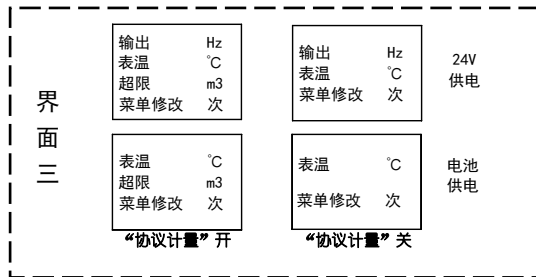 界面三
输出 Hz
表温 ℃
超限 m3
菜单修改 次
输出 Hz
表温 ℃
菜单修改 次
24V
供电
表温 ℃
超限 m3
菜单修改 次
表温 ℃
菜单修改 次
电池
供电
“协议计量”开
“协议计量”关